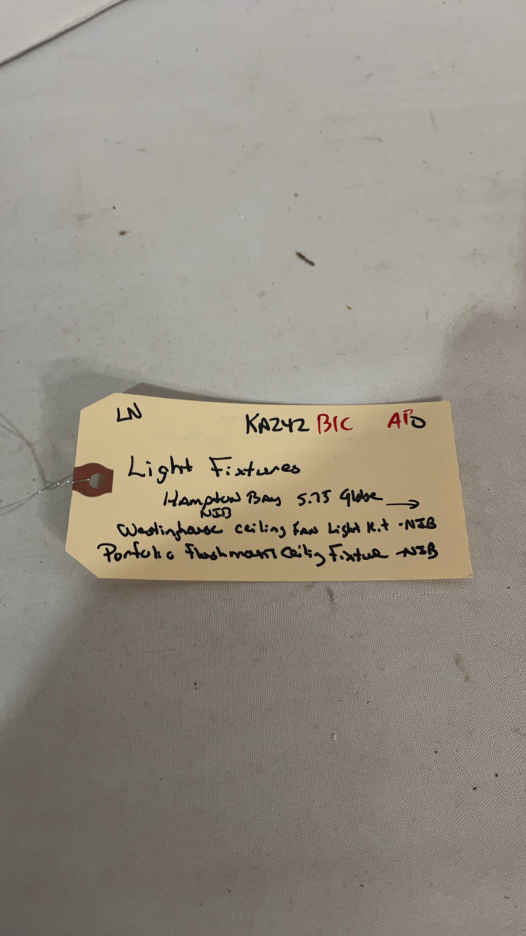 LN
KA242 BIC APO
Light Fixtures
Hampton Bay 5.75 Globe →
NIB
Westinghouse Ceiling Fan Light Kit - NIB
Portfolio Flushmount Ceiling Fixture - NIB